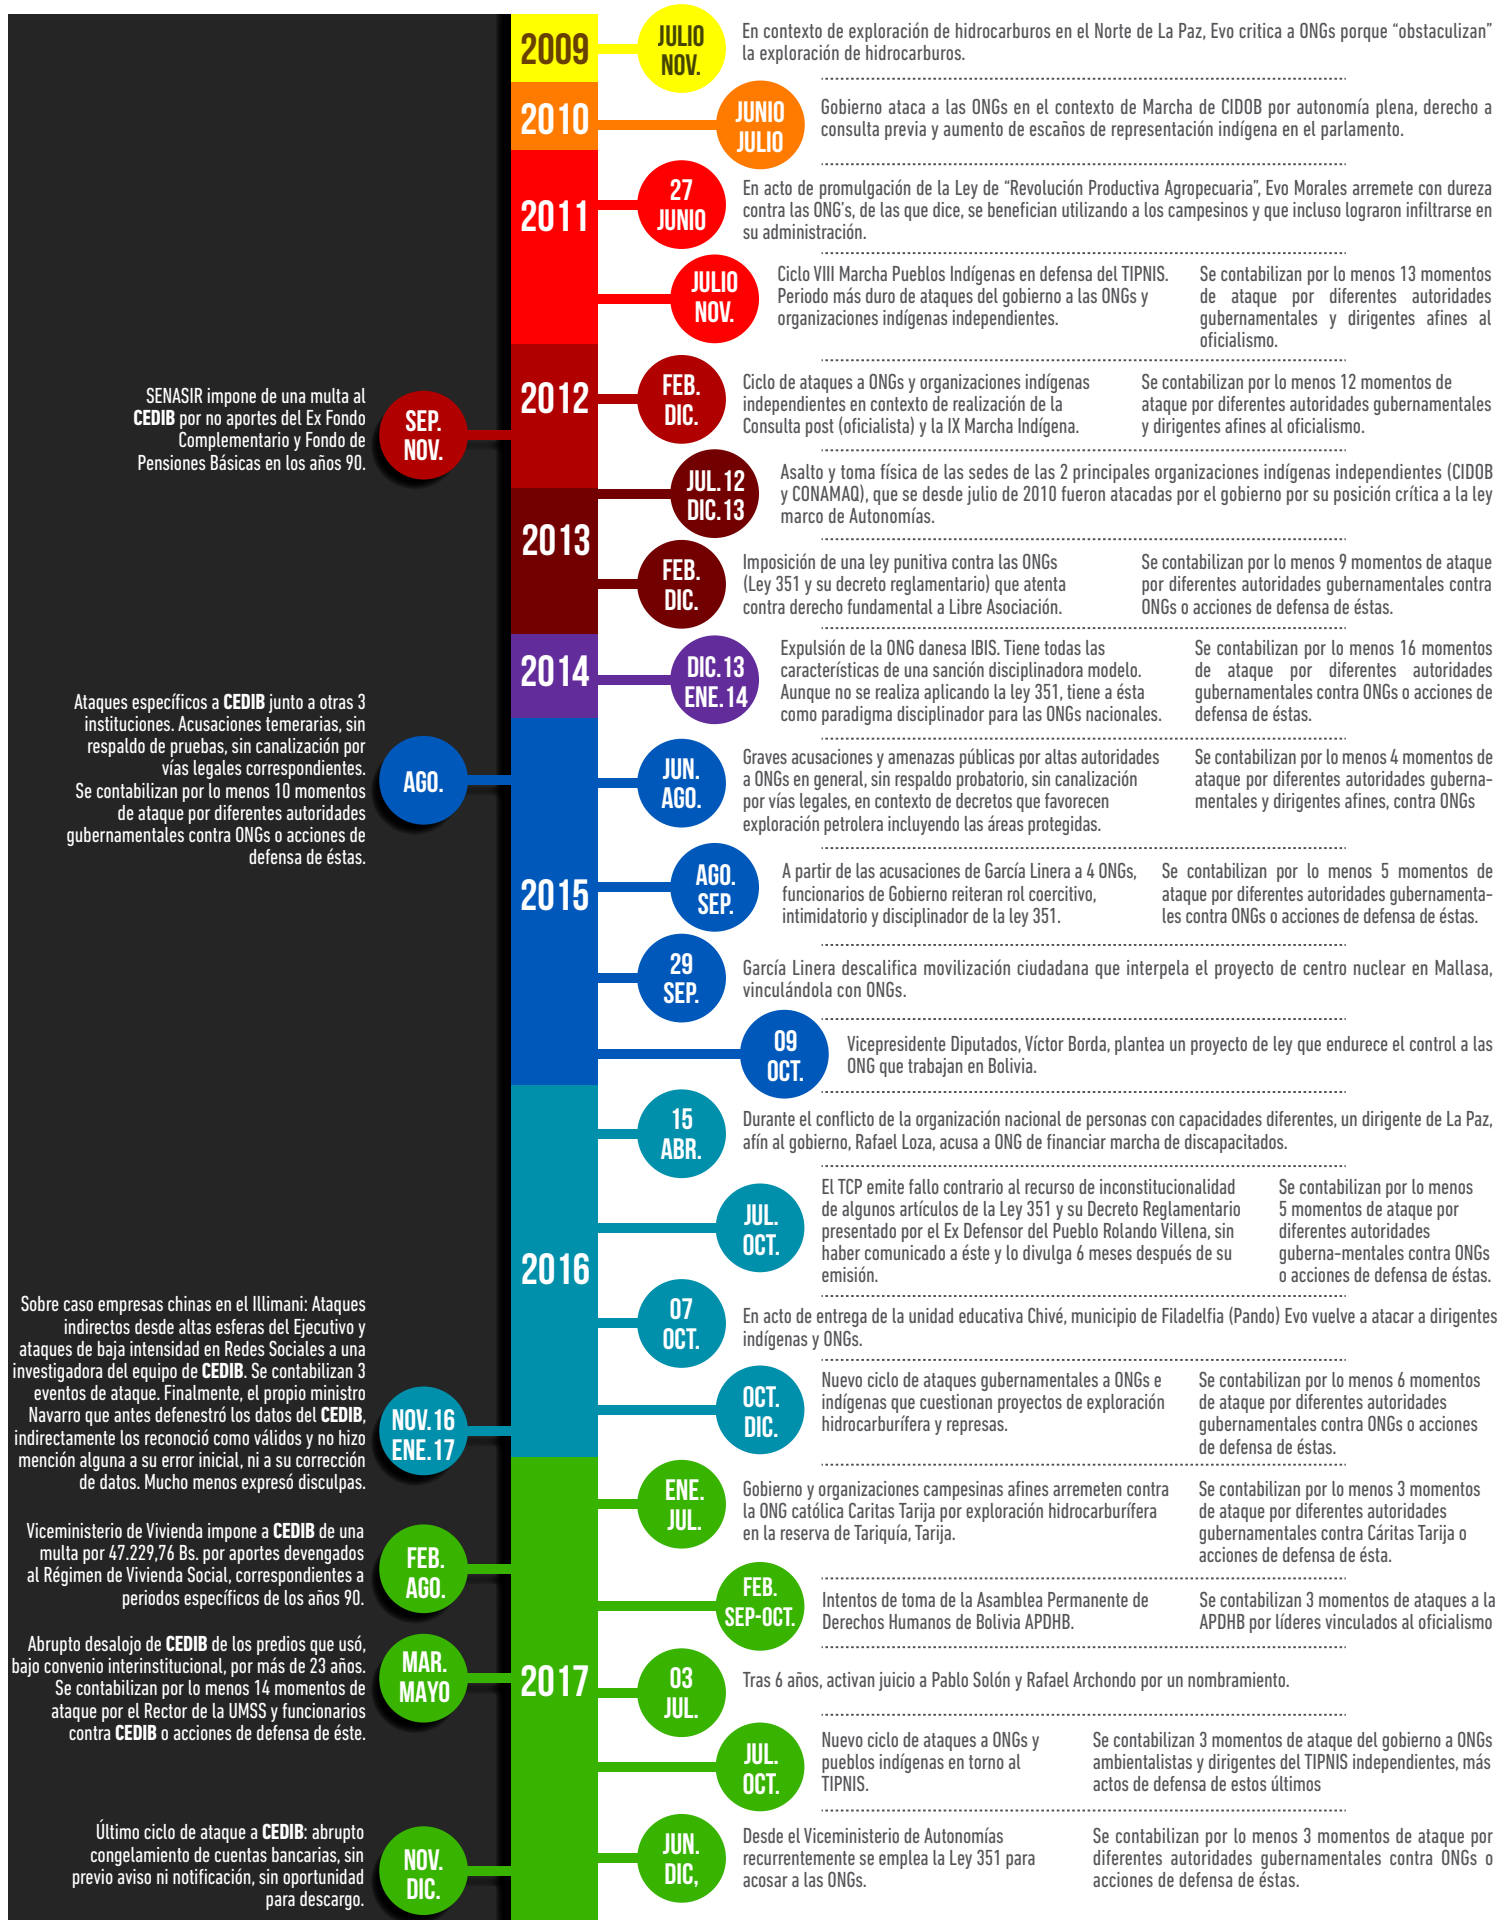 2009
JULIO
NOV.
En contexto de exploración de hidrocarburos en el Norte de La Paz, Evo critica a ONGs porque “obstaculizan”
la exploración de hidrocarburos.
2010
JUNIO
JULIO
Gobierno ataca a las ONGs en el contexto de Marcha de CIDOB por autonomía plena, derecho a
consulta previa y aumento de escaños de representación indígena en el parlamento.
2011
27
JUNIO
En acto de promulgación de la Ley de “Revolución Productiva Agropecuaria”, Evo Morales arremete con dureza
contra las ONG’s, de las que dice, se benefician utilizando a los campesinos y que incluso lograron infiltrarse en
su administración.
JULIO
NOV.
Ciclo VIII Marcha Pueblos Indígenas en defensa del TIPNIS.
Periodo más duro de ataques del gobierno a las ONGs y
organizaciones indígenas independientes.
Se contabilizan por lo menos 13 momentos
de ataque por diferentes autoridades
gubernamentales y dirigentes afines al
oficialismo.
SENASIR impone de una multa al
CEDIB por no aportes del Ex Fondo
Complementario y Fondo de
Pensiones Básicas en los años 90.
SEP.
NOV.
2012
FEB.
DIC.
Ciclo de ataques a ONGs y organizaciones indígenas
independientes en contexto de realización de la
Consulta post (oficialista) y la IX Marcha Indígena.
Se contabilizan por lo menos 12 momentos de
ataque por diferentes autoridades gubernamentales
y dirigentes afines al oficialismo.
JUL.12
DIC.13
Asalto y toma física de las sedes de las 2 principales organizaciones indígenas independientes (CIDOB
y CONAMAQ), que se desde julio de 2010 fueron atacadas por el gobierno por su posición crítica a la ley
marco de Autonomías.
2013
FEB.
DIC.
Imposición de una ley punitiva contra las ONGs
(Ley 351 y su decreto reglamentario) que atenta
contra derecho fundamental a Libre Asociación.
Se contabilizan por lo menos 9 momentos de ataque
por diferentes autoridades gubernamentales contra
ONGs o acciones de defensa de éstas.
2014
DIC.13
ENE.14
Expulsión de la ONG danesa IBIS. Tiene todas las
características de una sanción disciplinadora modelo.
Aunque no se realiza aplicando la ley 351, tiene a ésta
como paradigma disciplinador para las ONGs nacionales.
Se contabilizan por lo menos 16 momentos
de ataque por diferentes autoridades
gubernamentales contra ONGs o acciones de
defensa de éstas.
Ataques específicos a CEDIB junto a otras 3
instituciones. Acusaciones temerarias, sin
respaldo de pruebas, sin canalización por
vías legales correspondientes.
Se contabilizan por lo menos 10 momentos
de ataque por diferentes autoridades
gubernamentales contra ONGs o acciones de
defensa de éstas.
AGO.
2015
JUN.
AGO.
Graves acusaciones y amenazas públicas por altas autoridades
a ONGs en general, sin respaldo probatorio, sin canalización
por vías legales, en contexto de decretos que favorecen
exploración petrolera incluyendo las áreas protegidas.
Se contabilizan por lo menos 4 momentos de
ataque por diferentes autoridades guberna-
mentales y dirigentes afines, contra ONGs
AGO.
SEP.
A partir de las acusaciones de García Linera a 4 ONGs,
funcionarios de Gobierno reiteran rol coercitivo,
intimidatorio y disciplinador de la ley 351.
Se contabilizan por lo menos 5 momentos de
ataque por diferentes autoridades gubernamenta-
les contra ONGs o acciones de defensa de éstas.
29
SEP.
García Linera descalifica movilización ciudadana que interpela el proyecto de centro nuclear en Mallasa,
vinculándola con ONGs.
09
OCT.
Vicepresidente Diputados, Víctor Borda, plantea un proyecto de ley que endurece el control a las
ONG que trabajan en Bolivia.
2016
15
ABR.
Durante el conflicto de la organización nacional de personas con capacidades diferentes, un dirigente de La Paz,
afín al gobierno, Rafael Loza, acusa a ONG de financiar marcha de discapacitados.
JUL.
OCT.
El TCP emite fallo contrario al recurso de inconstitucionalidad
de algunos artículos de la Ley 351 y su Decreto Reglamentario
presentado por el Ex Defensor del Pueblo Rolando Villena, sin
haber comunicado a éste y lo divulga 6 meses después de su
emisión.
Se contabilizan por lo menos
5 momentos de ataque por
diferentes autoridades
guberna-mentales contra ONGs
o acciones de defensa de éstas.
07
OCT.
En acto de entrega de la unidad educativa Chivé, municipio de Filadelfia (Pando) Evo vuelve a atacar a dirigentes
indígenas y ONGs.
Sobre caso empresas chinas en el Illimani: Ataques
indirectos desde altas esferas del Ejecutivo y
ataques de baja intensidad en Redes Sociales a una
investigadora del equipo de CEDIB. Se contabilizan 3
eventos de ataque. Finalmente, el propio ministro
Navarro que antes defenestró los datos del CEDIB,
indirectamente los reconoció como válidos y no hizo
mención alguna a su error inicial, ni a su corrección
de datos. Mucho menos expresó disculpas.
NOV.16
ENE.17
OCT.
DIC.
Nuevo ciclo de ataques gubernamentales a ONGs e
indígenas que cuestionan proyectos de exploración
hidrocarburífera y represas.
Se contabilizan por lo menos 6 momentos
de ataque por diferentes autoridades
gubernamentales contra ONGs o acciones
de defensa de éstas.
2017
ENE.
JUL.
Gobierno y organizaciones campesinas afines arremeten contra
la ONG católica Caritas Tarija por exploración hidrocarburífera
en la reserva de Tariquía, Tarija.
Se contabilizan por lo menos 3 momentos
de ataque por diferentes autoridades
gubernamentales contra Cáritas Tarija o
acciones de defensa de ésta.
Viceministerio de Vivienda impone a CEDIB de una
multa por 47.229,76 Bs. por aportes devengados
al Régimen de Vivienda Social, correspondientes a
periodos específicos de los años 90.
FEB.
AGO.
FEB.
SEP-OCT.
Intentos de toma de la Asamblea Permanente de
Derechos Humanos de Bolivia APDHB.
Se contabilizan 3 momentos de ataques a la
APDHB por líderes vinculados al oficialismo
Abrupto desalojo de CEDIB de los predios que usó,
bajo convenio interinstitucional, por más de 23 años.
Se contabilizan por lo menos 14 momentos de
ataque por el Rector de la UMSS y funcionarios
contra CEDIB o acciones de defensa de éste.
MAR.
MAYO
03
JUL.
Tras 6 años, activan juicio a Pablo Solón y Rafael Archondo por un nombramiento.
JUL.
OCT.
Nuevo ciclo de ataques a ONGs y
pueblos indígenas en torno al
TIPNIS.
Se contabilizan 3 momentos de ataque del gobierno a ONGs
ambientalistas y dirigentes del TIPNIS independientes, más
actos de defensa de estos últimos
Último ciclo de ataque a CEDIB: abrupto
congelamiento de cuentas bancarias, sin
previo aviso ni notificación, sin oportunidad
para descargo.
NOV.
DIC.
JUN.
DIC,
Desde el Viceministerio de Autonomías
recurrentemente se emplea la Ley 351 para
acosar a las ONGs.
Se contabilizan por lo menos 3 momentos de ataque por
diferentes autoridades gubernamentales contra ONGs o
acciones de defensa de éstas.